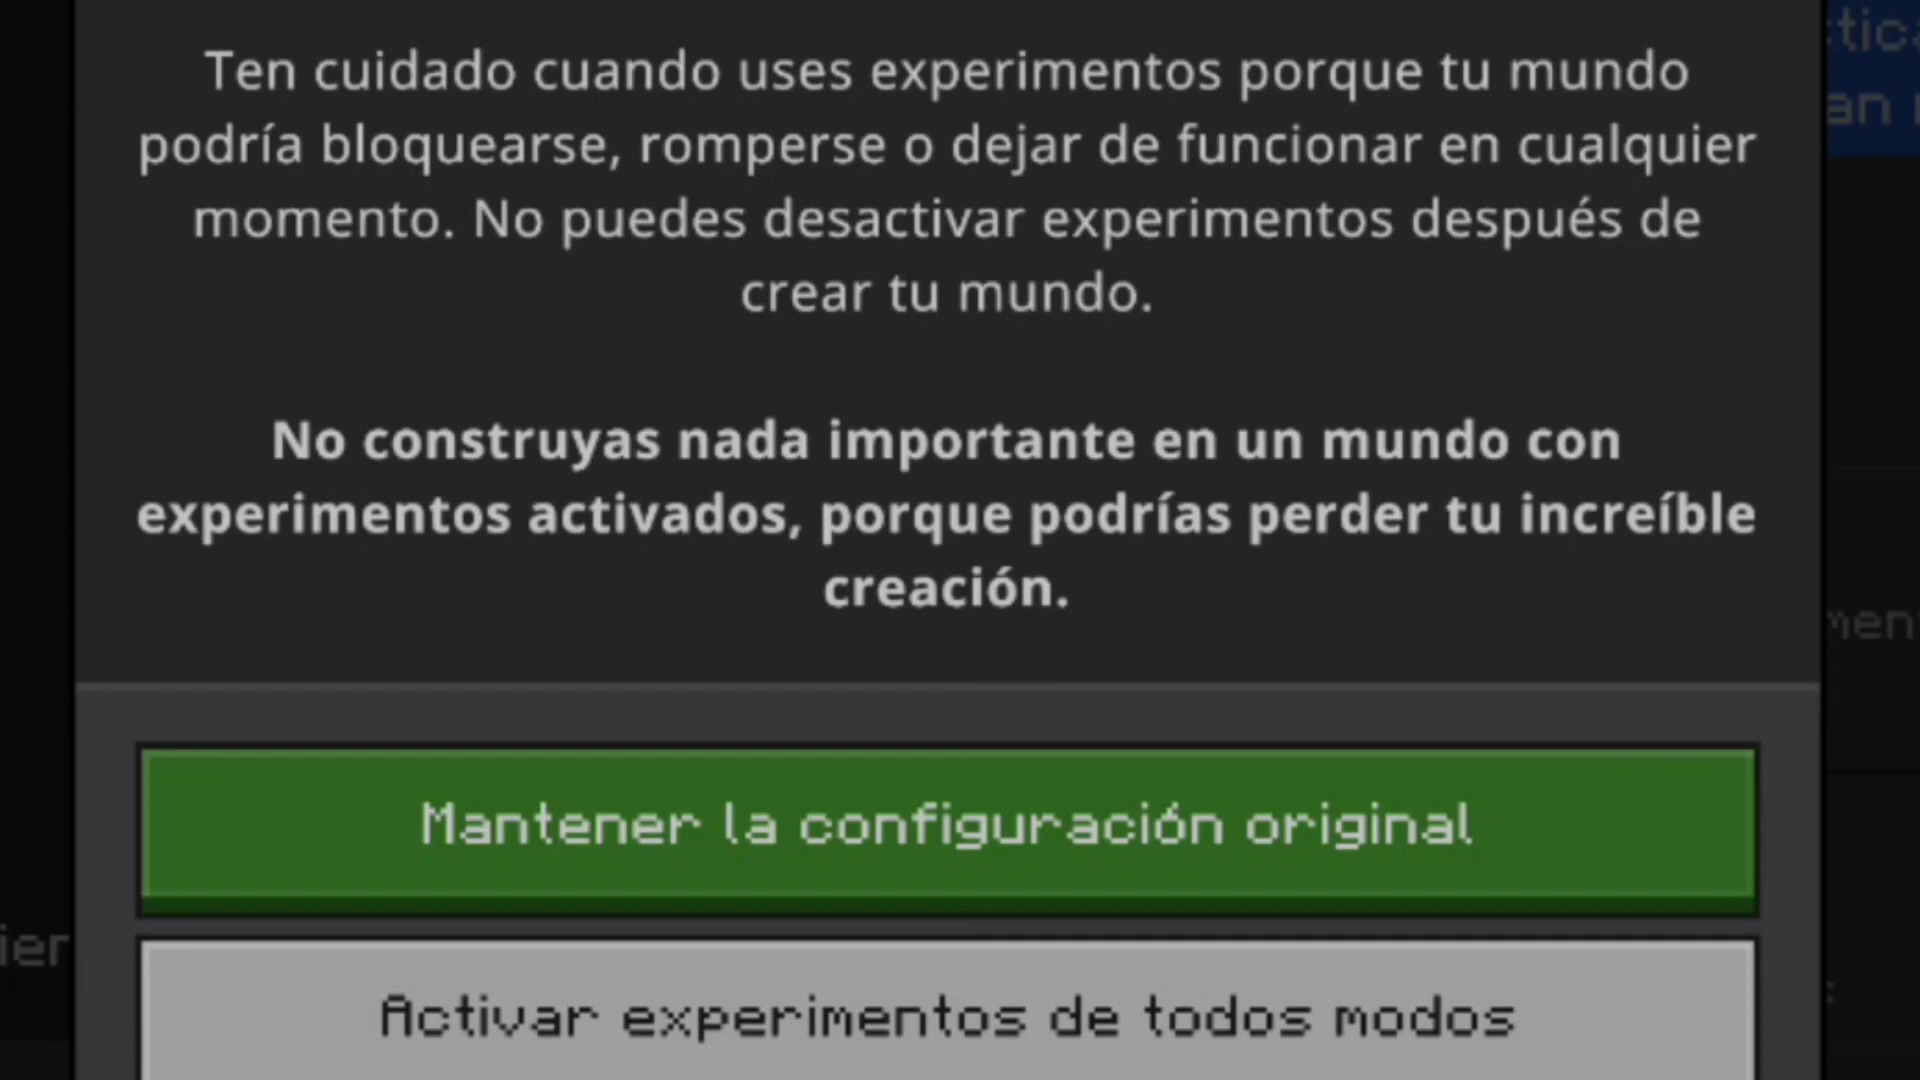 Ten cuidado cuando uses experimentos porque tu mundo
podría bloquearse, romperse o dejar de funcionar en cualquier
momento. No puedes desactivar experimentos después de
crear tu mundo.
No construyas nada importante en un mundo con
experimentos activados, porque podrías perder tu increíble
creación.
Mantener la configuración original
Activar experimentos de todos modos